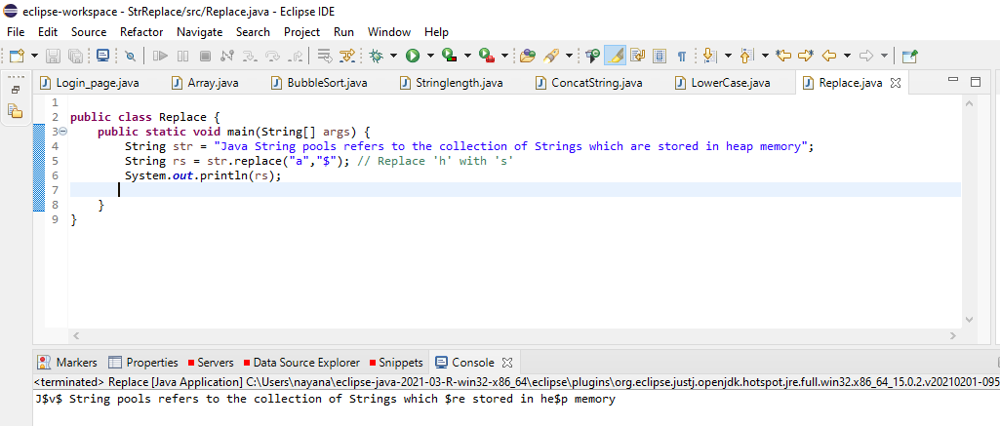 eclipse-workspace - StrReplace/src/Replace.java - Eclipse IDE
File Edit Source Refactor Navigate Search Project Run Window Help
Login_page.java Array.java BubbleSort.java Stringlength.java ConcatString.java LowerCase.java Replace.java
1
2 public class Replace {
3 public static void main(String[] args) {
4 String str = "Java String pools refers to the collection of Strings which are stored in heap memory";
5 String rs = str.replace("a","$"); // Replace 'h' with 's'
6 System.out.println(rs);
7
8 }
9 }
Markers Properties Servers Data Source Explorer Snippets Console
<terminated> Replace [Java Application] C:\Users\nayana\eclipse-java-2021-03-R-win32-x86_64\eclipse\plugins\org.eclipse.justj.openjdk.hotspot.jre.full.win32.x86_64_15.0.2.v20210201-095
J$v$ String pools refers to the collection of Strings which $re stored in he$p memory